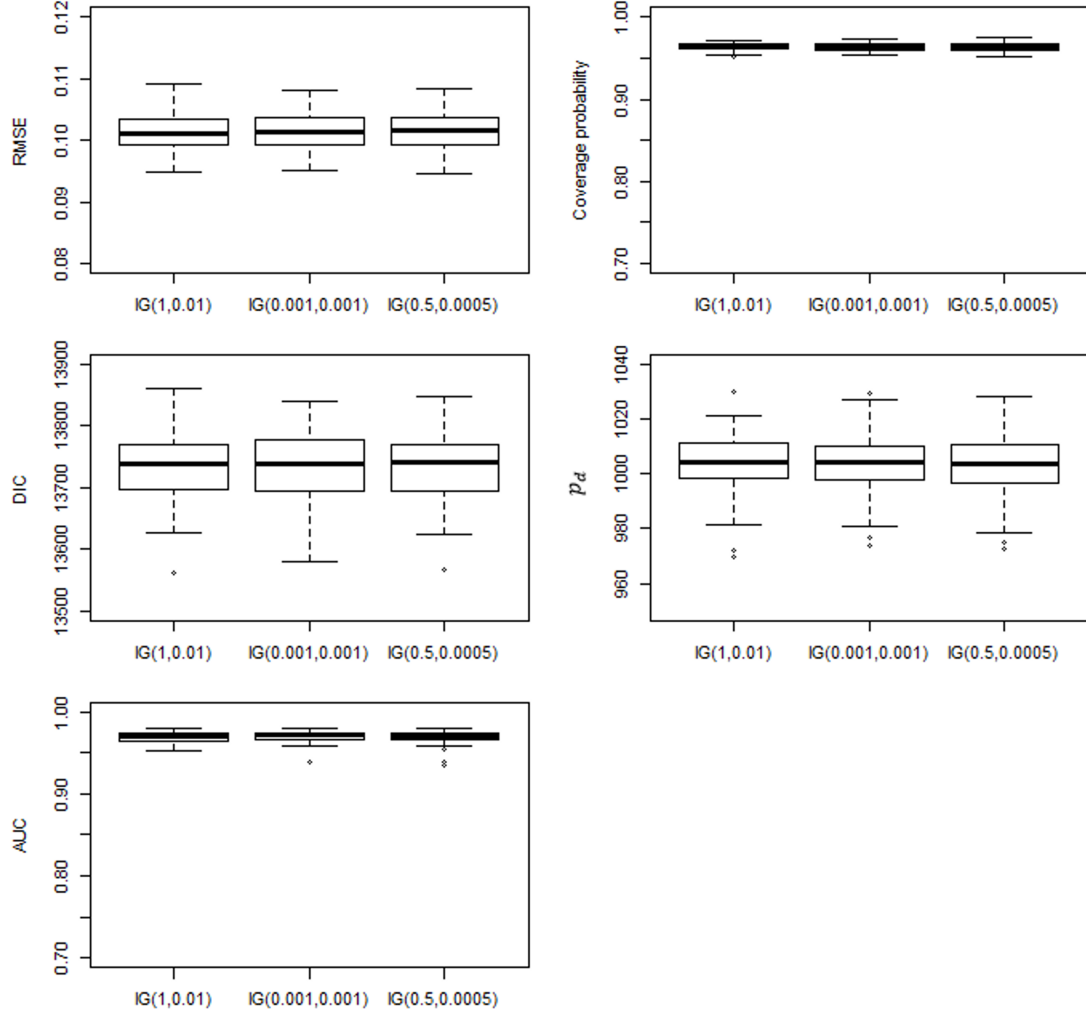 RMSE
0.12
0.11
0.10
0.09
0.08
IG(1,0.01) IG(0.001,0.001) IG(0.5,0.0005)
Coverage probability
1.00
0.90
0.80
0.70
IG(1,0.01) IG(0.001,0.001) IG(0.5,0.0005)
DIC
13900
13800
13700
13600
13500
IG(1,0.01) IG(0.001,0.001) IG(0.5,0.0005)
p_d
1040
1020
1000
980
960
IG(1,0.01) IG(0.001,0.001) IG(0.5,0.0005)
AUC
1.00
0.90
0.80
0.70
IG(1,0.01) IG(0.001,0.001) IG(0.5,0.0005)